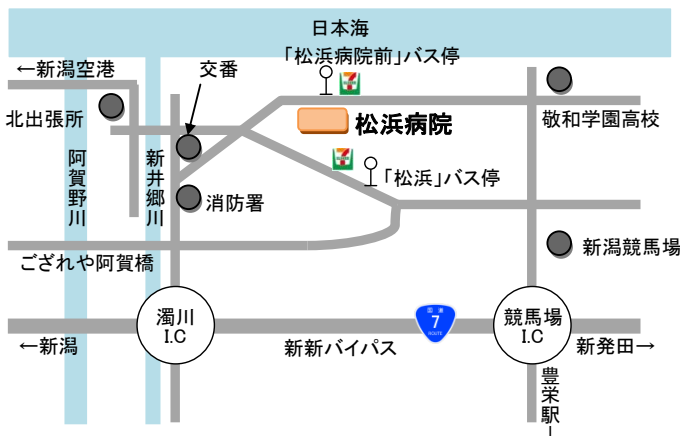 日本海
←新潟空港
交番
「松浜病院前」バス停
北出張所
松浜病院
敬和学園高校
阿賀野川
新井郷川
「松浜」バス停
消防署
新潟競馬場
ござれや阿賀橋
濁川
I.C
国道
7
ROUTE
競馬場
I.C
←新潟
新新バイパス
新発田→
豊栄駅